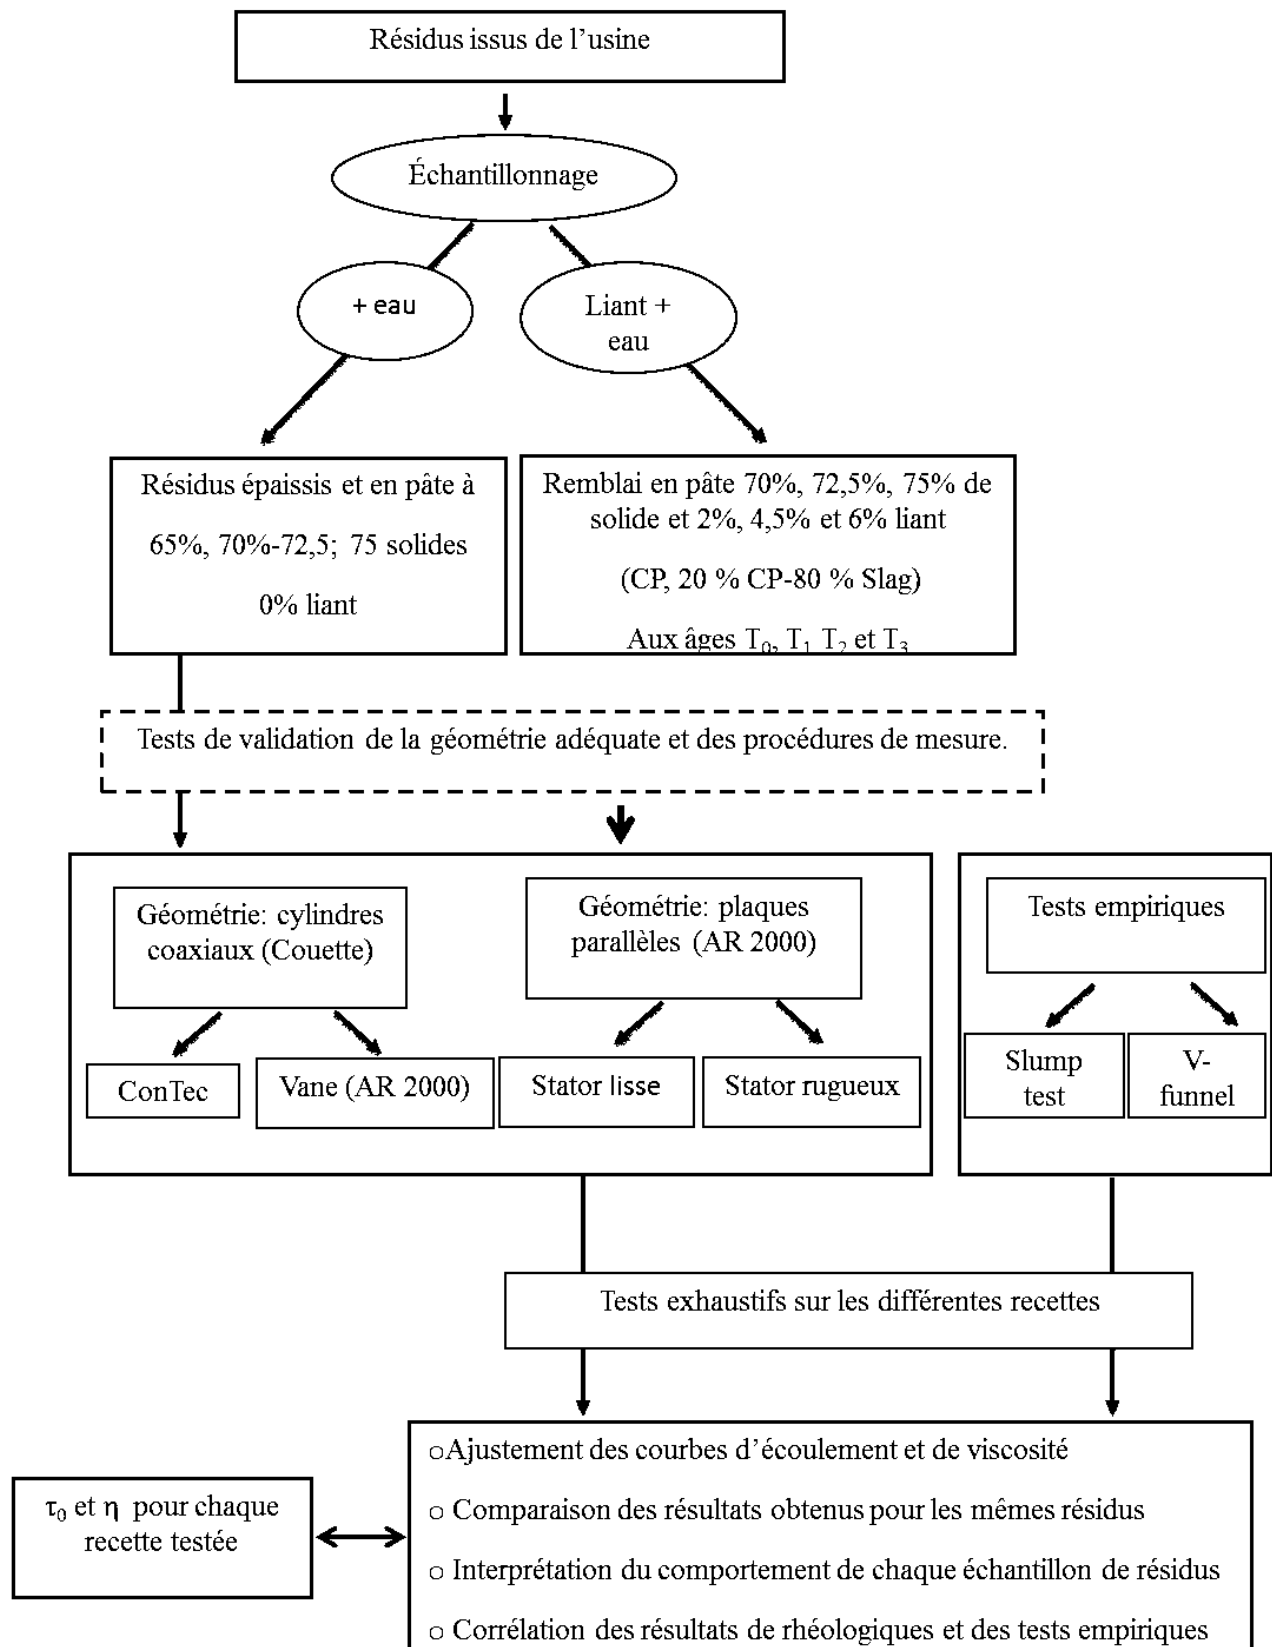 Résidus issus de l'usine
Échantillonnage
+ eau
Liant +
eau
Résidus épaissis et en pâte à
65%, 70%-72,5; 75 solides
0% liant
Remblai en pâte 70%, 72,5%, 75% de
solide et 2%, 4,5% et 6% liant
(CP, 20 % CP-80 % Slag)
Aux âges T₀, T₁ T₂ et T₃
Tests de validation de la géométrie adéquate et des procédures de mesure.
Géométrie: cylindres
coaxiaux (Couette)
Géométrie: plaques
parallèles (AR 2000)
Tests empiriques
ConTec
Vane (AR 2000)
Stator lisse
Stator rugueux
Slump
test
V-
funnel
Tests exhaustifs sur les différentes recettes
τ₀ et η pour chaque
recette testée
○Ajustement des courbes d'écoulement et de viscosité
○ Comparaison des résultats obtenus pour les mêmes résidus
○ Interprétation du comportement de chaque échantillon de résidus
○ Corrélation des résultats de rhéologiques et des tests empiriques